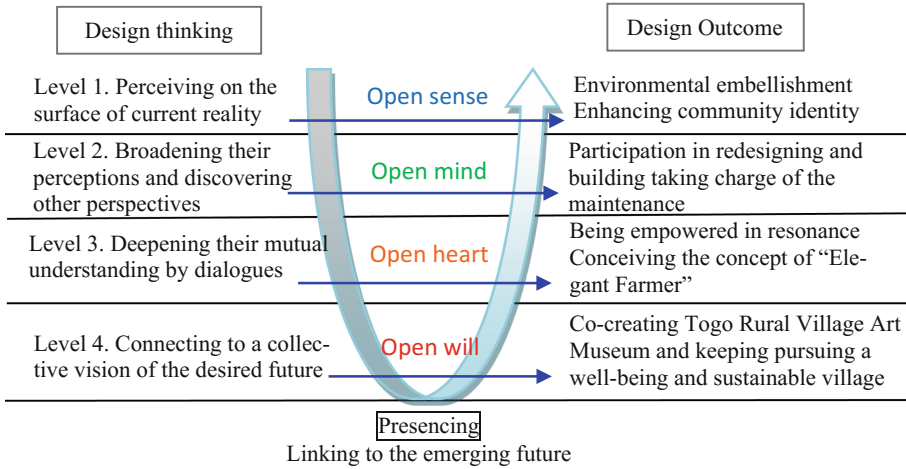 Design thinking
Design Outcome
Level 1. Perceiving on the
surface of current reality
Open sense
Environmental embellishment
Enhancing community identity
Level 2. Broadening their
perceptions and discovering
other perspectives
Open mind
Participation in redesigning and
building taking charge of the
maintenance
Level 3. Deepening their mutual
understanding by dialogues
Open heart
Being empowered in resonance
Conceiving the concept of “Ele-
gant Farmer”
Level 4. Connecting to a collec-
tive vision of the desired future
Open will
Co-creating Togo Rural Village Art
Museum and keeping pursuing a
well-being and sustainable village
Presencing
Linking to the emerging future